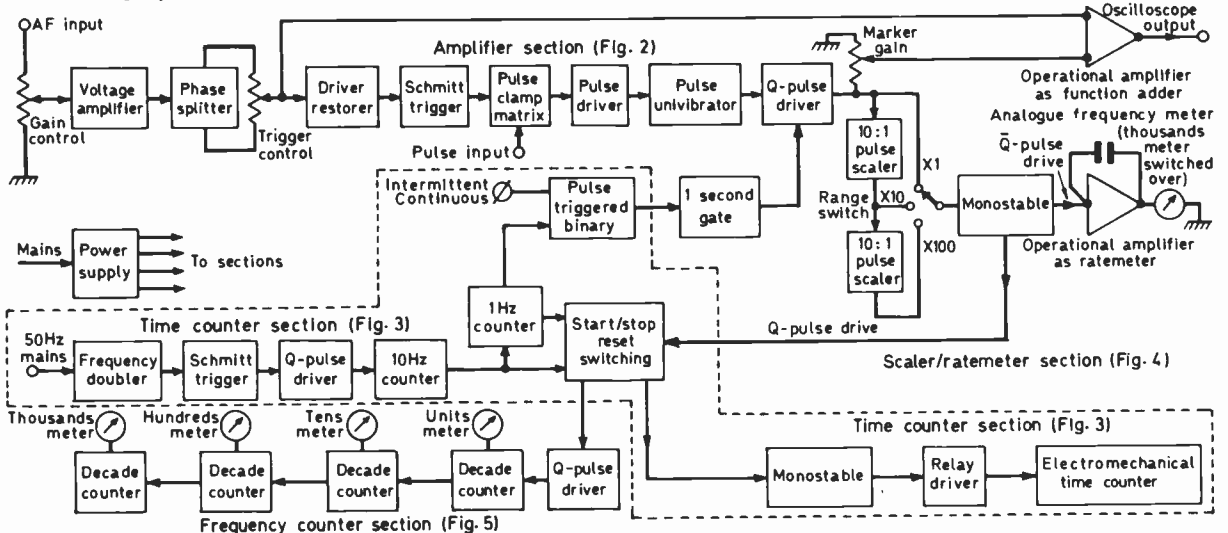 AF input
Gain control
Voltage amplifier
Phase splitter
Trigger control
Amplifier section (Fig. 2)
Driver restorer
Schmitt trigger
Pulse clamp matrix
Pulse input
Pulse driver
Pulse univibrator
Q-pulse driver
Marker gain
Oscilloscope output
Operational amplifier as function adder
Analogue frequency meter (thousands meter switched over)
Q̅-pulse drive
10:1 pulse scaler
X1
Range switch
X10
10:1 pulse scaler
X100
Monostable
Operational amplifier as ratemeter
Intermittent
Continuous
Pulse triggered binary
1 second gate
Mains
Power supply
To sections
Time counter section (Fig. 3)
50Hz mains
Frequency doubler
Schmitt trigger
Q-pulse driver
10Hz counter
1Hz counter
Start/stop reset switching
Q-pulse drive
Scaler/ratemeter section (Fig. 4)
Thousands meter
Hundreds meter
Tens meter
Units meter
Decade counter
Decade counter
Decade counter
Decade counter
Q-pulse driver
Frequency counter section (Fig. 5)
Time counter section (Fig. 3)
Monostable
Relay driver
Electromechanical time counter